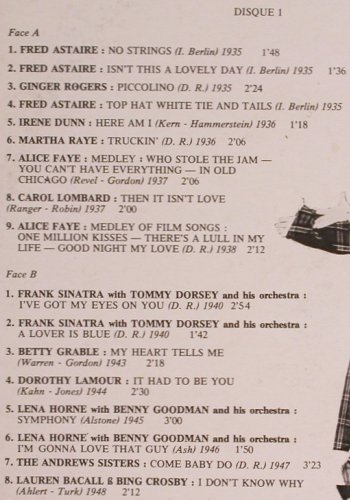 DISQUE 1
Face A
1. FRED ASTAIRE : NO STRINGS (I. Berlin) 1935 1'48
2. FRED ASTAIRE : ISN'T THIS A LOVELY DAY (I. Berlin) 1935 1'36
3. GINGER ROGERS : PICCOLINO (D. R.) 1935 2'24
4. FRED ASTAIRE : TOP HAT WHITE TIE AND TAILS (I. Berlin) 1935
5. IRENE DUNN : HERE AM I (Kern - Hammerstein) 1936 1'18
6. MARTHA RAYE : TRUCKIN' (D. R.) 1936 2'06
7. ALICE FAYE : MEDLEY : WHO STOLE THE JAM —
YOU CAN'T HAVE EVERYTHING — IN OLD
CHICAGO (Revel - Gordon) 1937 2'06
8. CAROL LOMBARD : THEN IT ISN'T LOVE
(Ranger - Robin) 1937 2'00
9. ALICE FAYE : MEDLEY OF FILM SONGS :
ONE MILLION KISSES — THERE'S A LULL IN MY
LIFE — GOOD NIGHT MY LOVE (D. R.) 1938 2'12
Face B
1. FRANK SINATRA with TOMMY DORSEY and his orchestra :
I'VE GOT MY EYES ON YOU (D. R.) 1940 2'54
2. FRANK SINATRA with TOMMY DORSEY and his orchestra :
A LOVER IS BLUE (D. R.) 1940 1'42
3. BETTY GRABLE : MY HEART TELLS ME
(Warren - Gordon) 1943 2'18
4. DOROTHY LAMOUR : IT HAD TO BE YOU
(Kahn - Jones) 1944 2'30
5. LENA HORNE with BENNY GOODMAN and his orchestra :
SYMPHONY (Alstone) 1945 3'00
6. LENA HORNE with BENNY GOODMAN and his orchestra :
I'M GONNA LOVE THAT GUY (Ash) 1946 1'50
7. THE ANDREWS SISTERS : COME BABY DO (D. R.) 1947 3'23
8. LAUREN BACALL & BING CROSBY : I DON'T KNOW WHY
(Ahlert - Turk) 1948 2'12